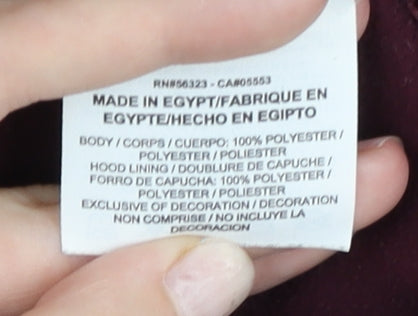 RN#56323 - CA#05553
MADE IN EGYPT/FABRIQUE EN
EGYPTE/HECHO EN EGIPTO
BODY / CORPS / CUERPO: 100% POLYESTER /
POLYESTER / POLIESTER
HOOD LINING / DOUBLURE DE CAPUCHE /
FORRO DE CAPUCHA: 100% POLYESTER /
POLYESTER / POLIESTER
EXCLUSIVE OF DECORATION / DECORATION
NON COMPRISE / NO INCLUYE LA
DECORACION